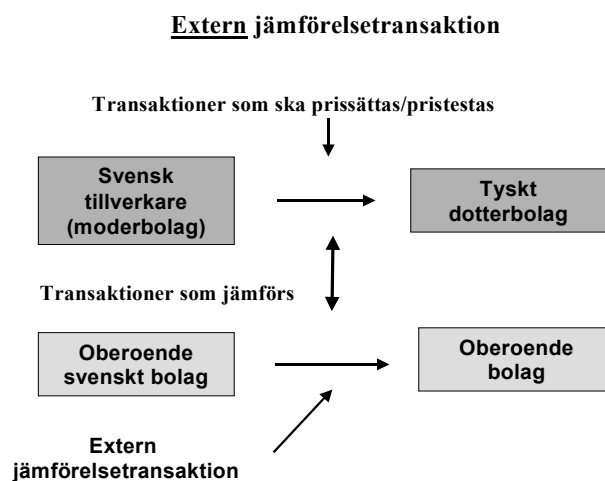 Extern jämförelsetransaktion
Transaktioner som ska prissättas/pristestas
Svensk
tillverkare
(moderbolag)
Tyskt
dotterbolag
Transaktioner som jämförs
Oberoende
svenskt bolag
Oberoende
bolag
Extern
jämförelsetransaktion